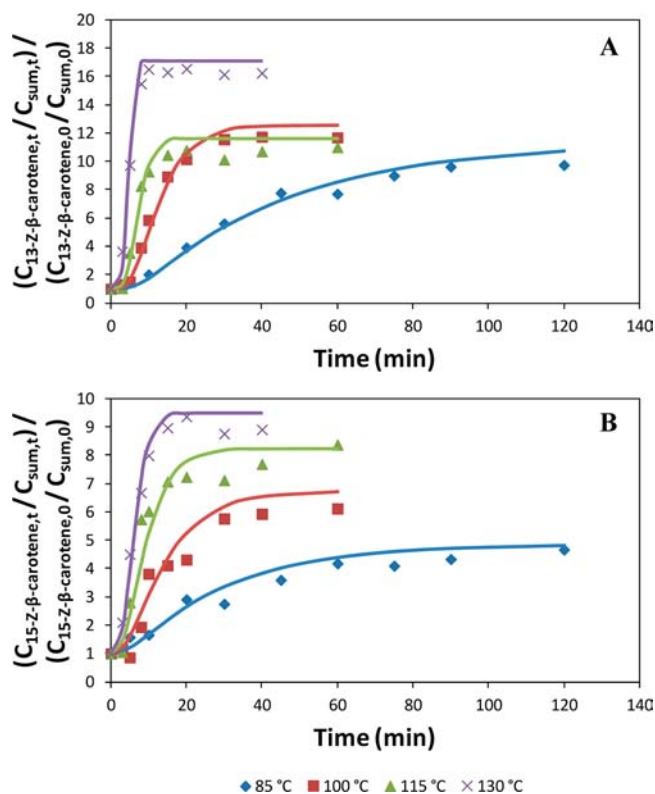 A
(C13-Z-β-carotene,t / Csum,t) /
(C13-Z-β-carotene,0 / Csum,0)
20
18
16
14
12
10
8
6
4
2
0
0 20 40 60 80 100 120 140
Time (min)
B
(C15-Z-β-carotene,t / Csum,t) /
(C15-Z-β-carotene,0 / Csum,0)
10
9
8
7
6
5
4
3
2
1
0
0 20 40 60 80 100 120 140
Time (min)
85 °C 100 °C 115 °C 130 °C